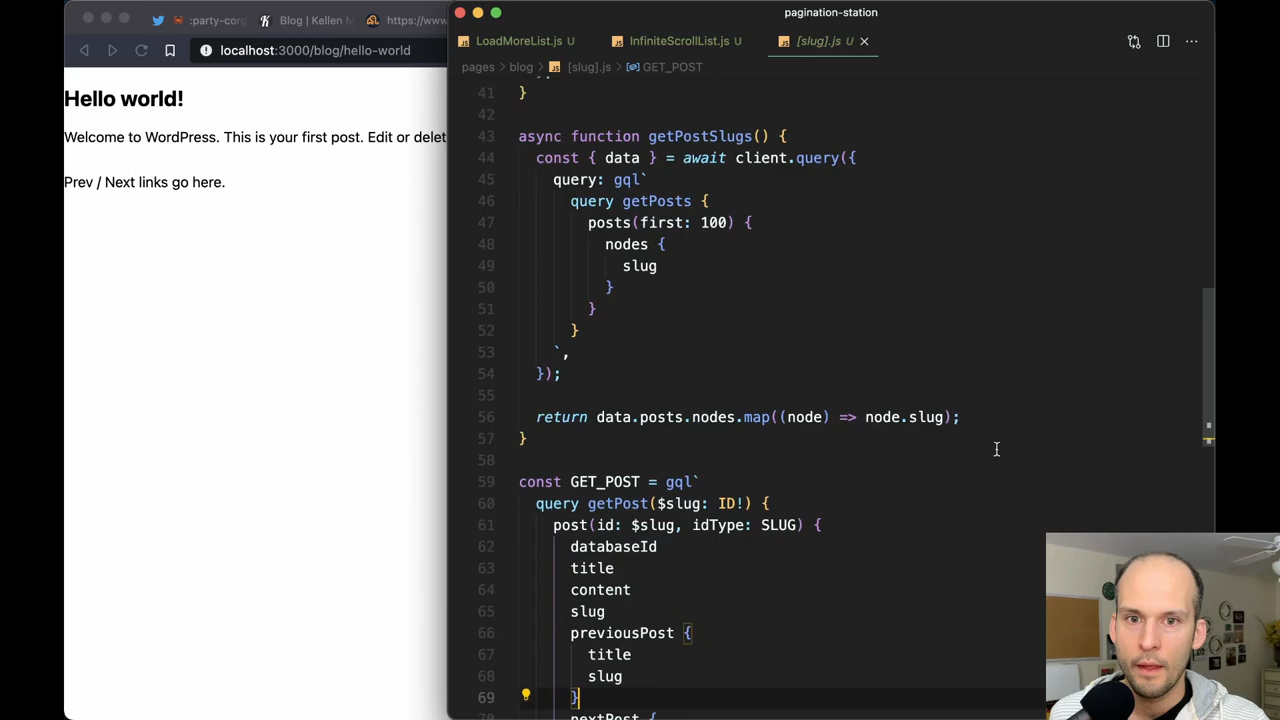 pagination-station
:party-cor
Blog | Kellen M
https://www
LoadMoreList.js U
InfiniteScrollList.js U
[slug].js U
localhost:3000/blog/hello-world
pages > blog > [slug].js > GET_POST
Hello world!
Welcome to WordPress. This is your first post. Edit or delet
Prev / Next links go here.
41 }
42
43 async function getPostSlugs() {
44 const { data } = await client.query({
45 query: gql`
46 query getPosts {
47 posts(first: 100) {
48 nodes {
49 slug
50 }
51 }
52 }
53 `,
54 });
55
56 return data.posts.nodes.map((node) => node.slug);
57 }
58
59 const GET_POST = gql`
60 query getPost($slug: ID!) {
61 post(id: $slug, idType: SLUG) {
62 databaseId
63 title
64 content
65 slug
66 previousPost {
67 title
68 slug
69 }
nextPost {